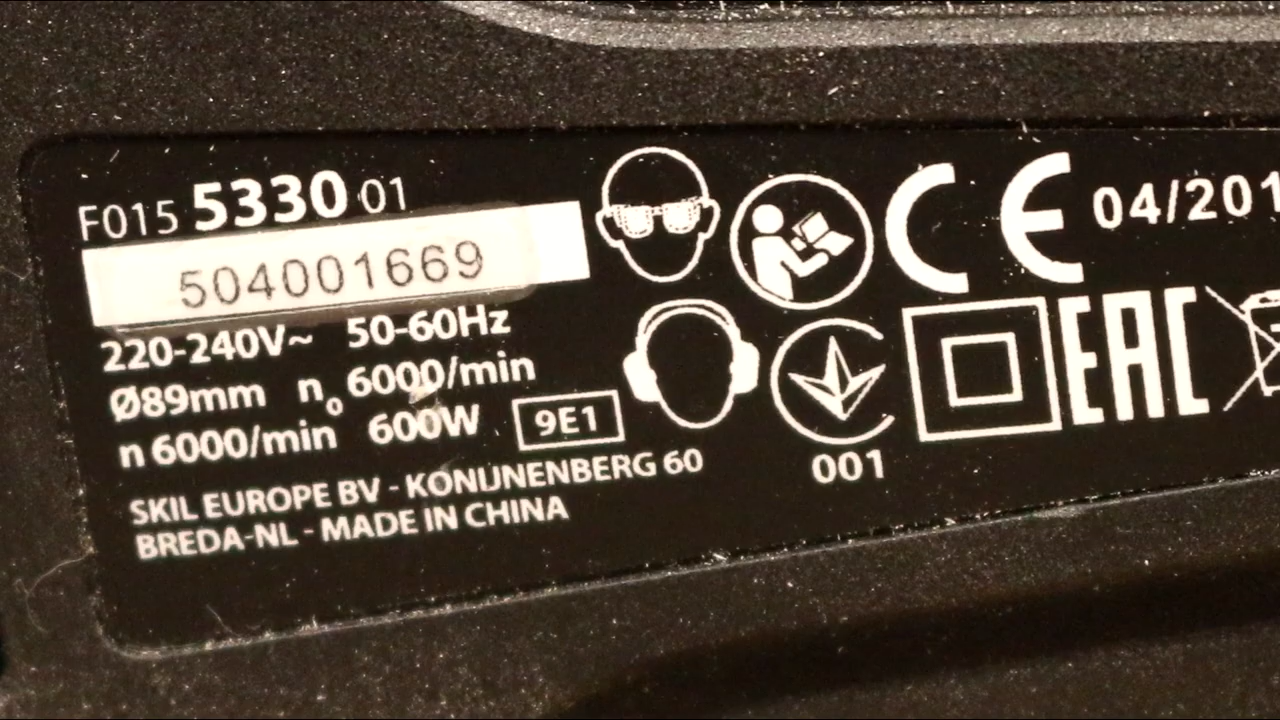 F015 5330 01
504001669
220-240V~ 50-60Hz
Ø89mm nₒ 6000/min
n 6000/min 600W 9E1
SKIL EUROPE BV - KONIJNENBERG 60
BREDA-NL - MADE IN CHINA
CE 04/201
001
EAC